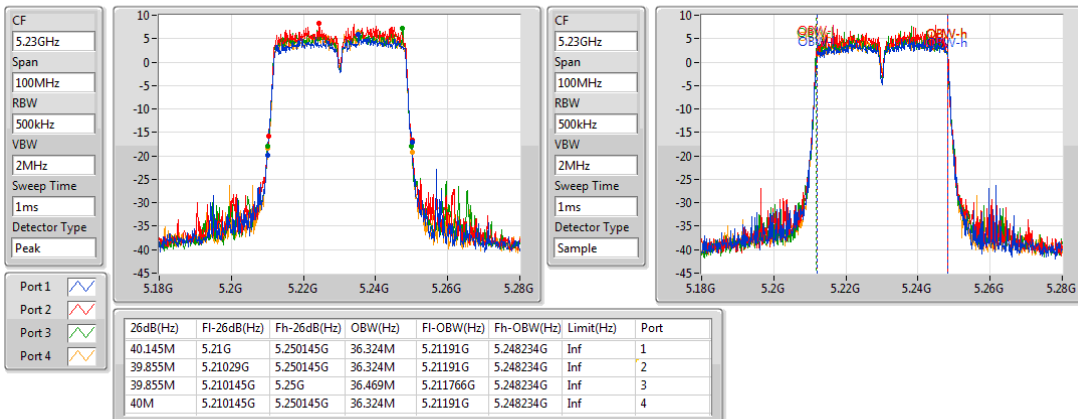 CF
5.23GHz
Span
100MHz
RBW
500kHz
VBW
2MHz
Sweep Time
1ms
Detector Type
Peak
10
5
0
-5
-10
-15
-20
-25
-30
-35
-40
-45
5.18G
5.2G
5.22G
5.24G
5.26G
5.28G
CF
5.23GHz
Span
100MHz
RBW
500kHz
VBW
2MHz
Sweep Time
1ms
Detector Type
Sample
10
5
0
-5
-10
-15
-20
-25
-30
-35
-40
-45
OBW-h
5.18G
5.2G
5.22G
5.24G
5.26G
5.28G
Port 1
Port 2
Port 3
Port 4
26dB(Hz) Fl-26dB(Hz) Fh-26dB(Hz) OBW(Hz) Fl-OBW(Hz) Fh-OBW(Hz) Limit(Hz) Port
40.145M 5.21G 5.250145G 36.324M 5.21191G 5.248234G Inf 1
39.855M 5.21029G 5.250145G 36.324M 5.21191G 5.248234G Inf 2
39.855M 5.210145G 5.25G 36.469M 5.211766G 5.248234G Inf 3
40M 5.210145G 5.250145G 36.324M 5.21191G 5.248234G Inf 4